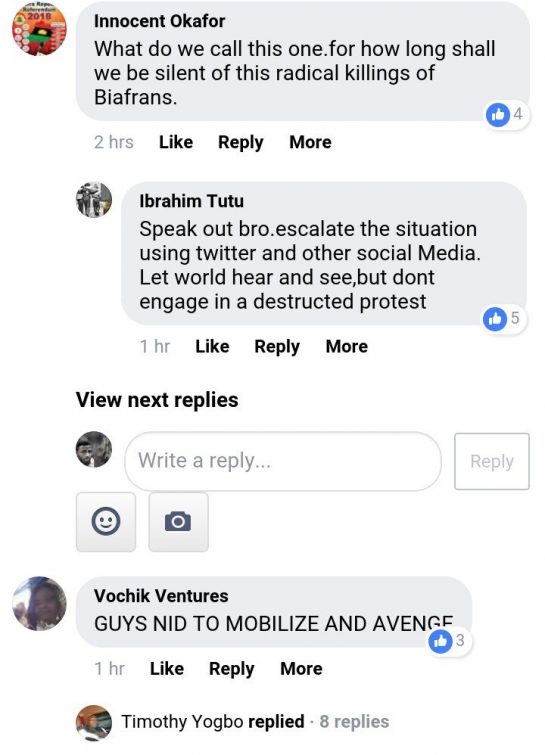 Referendum
2018
Innocent Okafor
What do we call this one.for how long shall
we be silent of this radical killings of
Biafrans.
4
2 hrs Like Reply More
Ibrahim Tutu
Speak out bro.escalate the situation
using twitter and other social Media.
Let world hear and see,but dont
engage in a destructed protest
5
1 hr Like Reply More
View next replies
Write a reply... Reply
Vochik Ventures
GUYS NID TO MOBILIZE AND AVENGE
3
1 hr Like Reply More
Timothy Yogbo replied · 8 replies